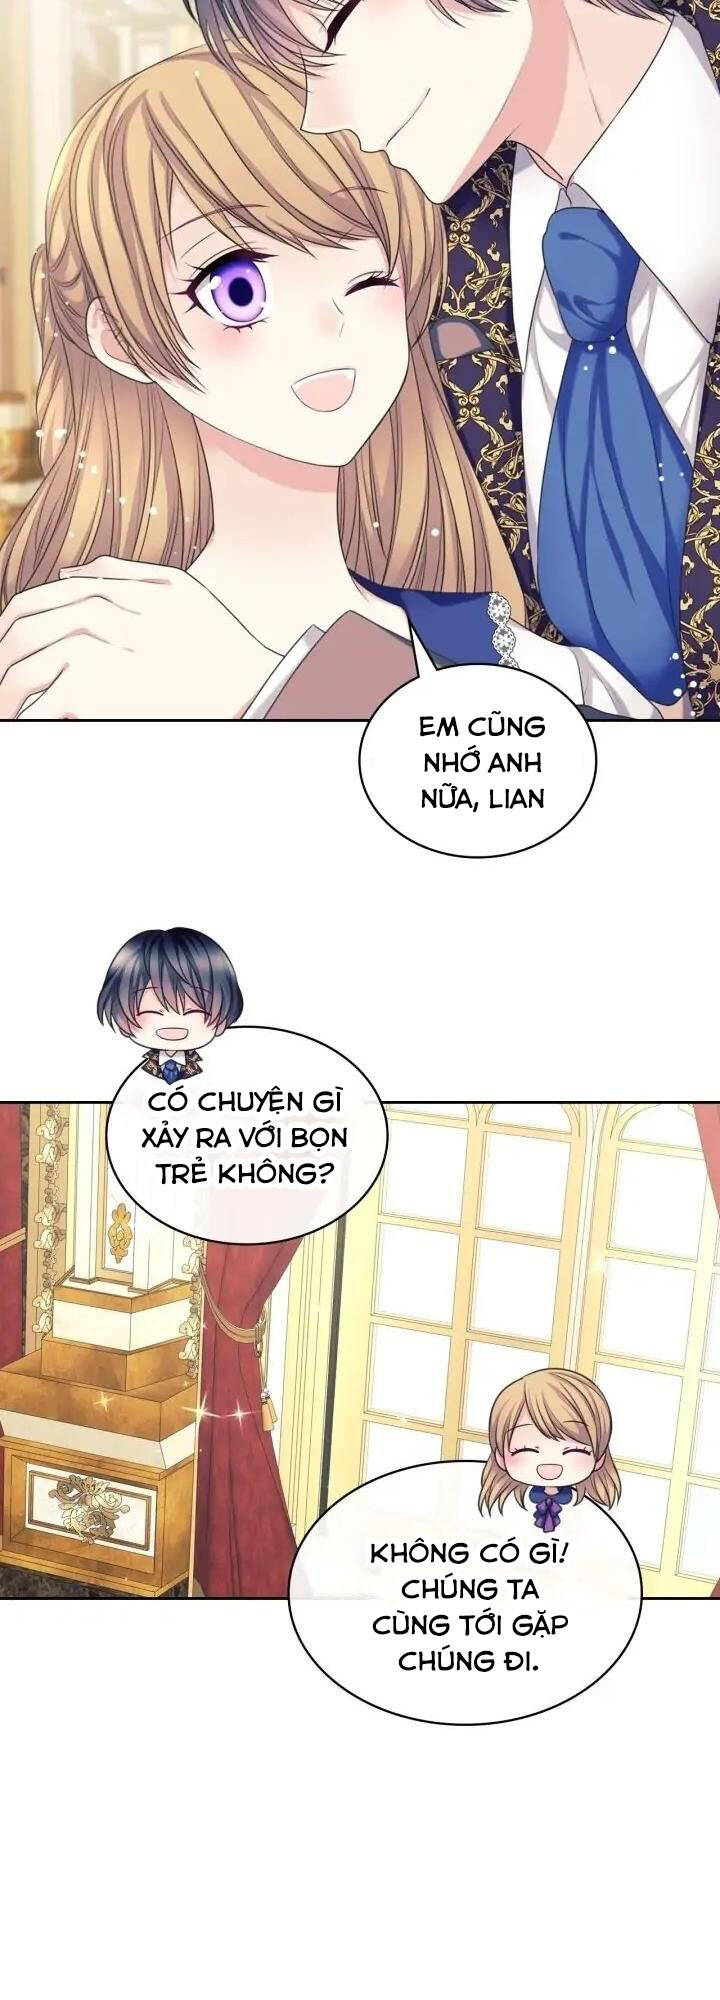 EM CŨNG
NHỚ ANH
NỮA, LIAN
CÓ CHUYỆN GÌ
XẢY RA VỚI BỌN
TRẺ KHÔNG?
KHÔNG CÓ GÌ!
CHÚNG TA
CÙNG TỚI GẶP
CHÚNG ĐI.